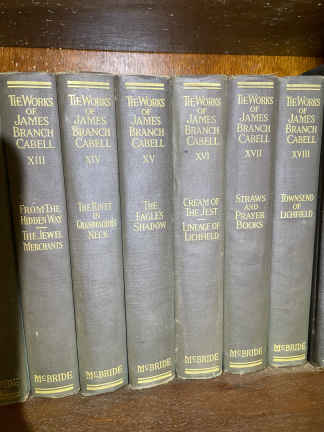 THE WORKS
OF
JAMES
BRANCH
CABELL
XIII
FROM THE
HIDDEN WAY
THE JEWEL
MERCHANTS
MCBRIDE
THE WORKS
OF
JAMES
BRANCH
CABELL
XIV
THE RIVET
IN
GRANDFATHER'S
NECK
MCBRIDE
THE WORKS
OF
JAMES
BRANCH
CABELL
XV
THE
EAGLE'S
SHADOW
MCBRIDE
THE WORKS
OF
JAMES
BRANCH
CABELL
XVI
CREAM OF
THE JEST
LINEAGE OF
LICHFIELD
MCBRIDE
THE WORKS
OF
JAMES
BRANCH
CABELL
XVII
STRAWS
AND
PRAYER
BOOKS
MCBRIDE
THE WORKS
OF
JAMES
BRANCH
CABELL
XVIII
TOWNSEND
OF
LICHFIELD
MCBRIDE